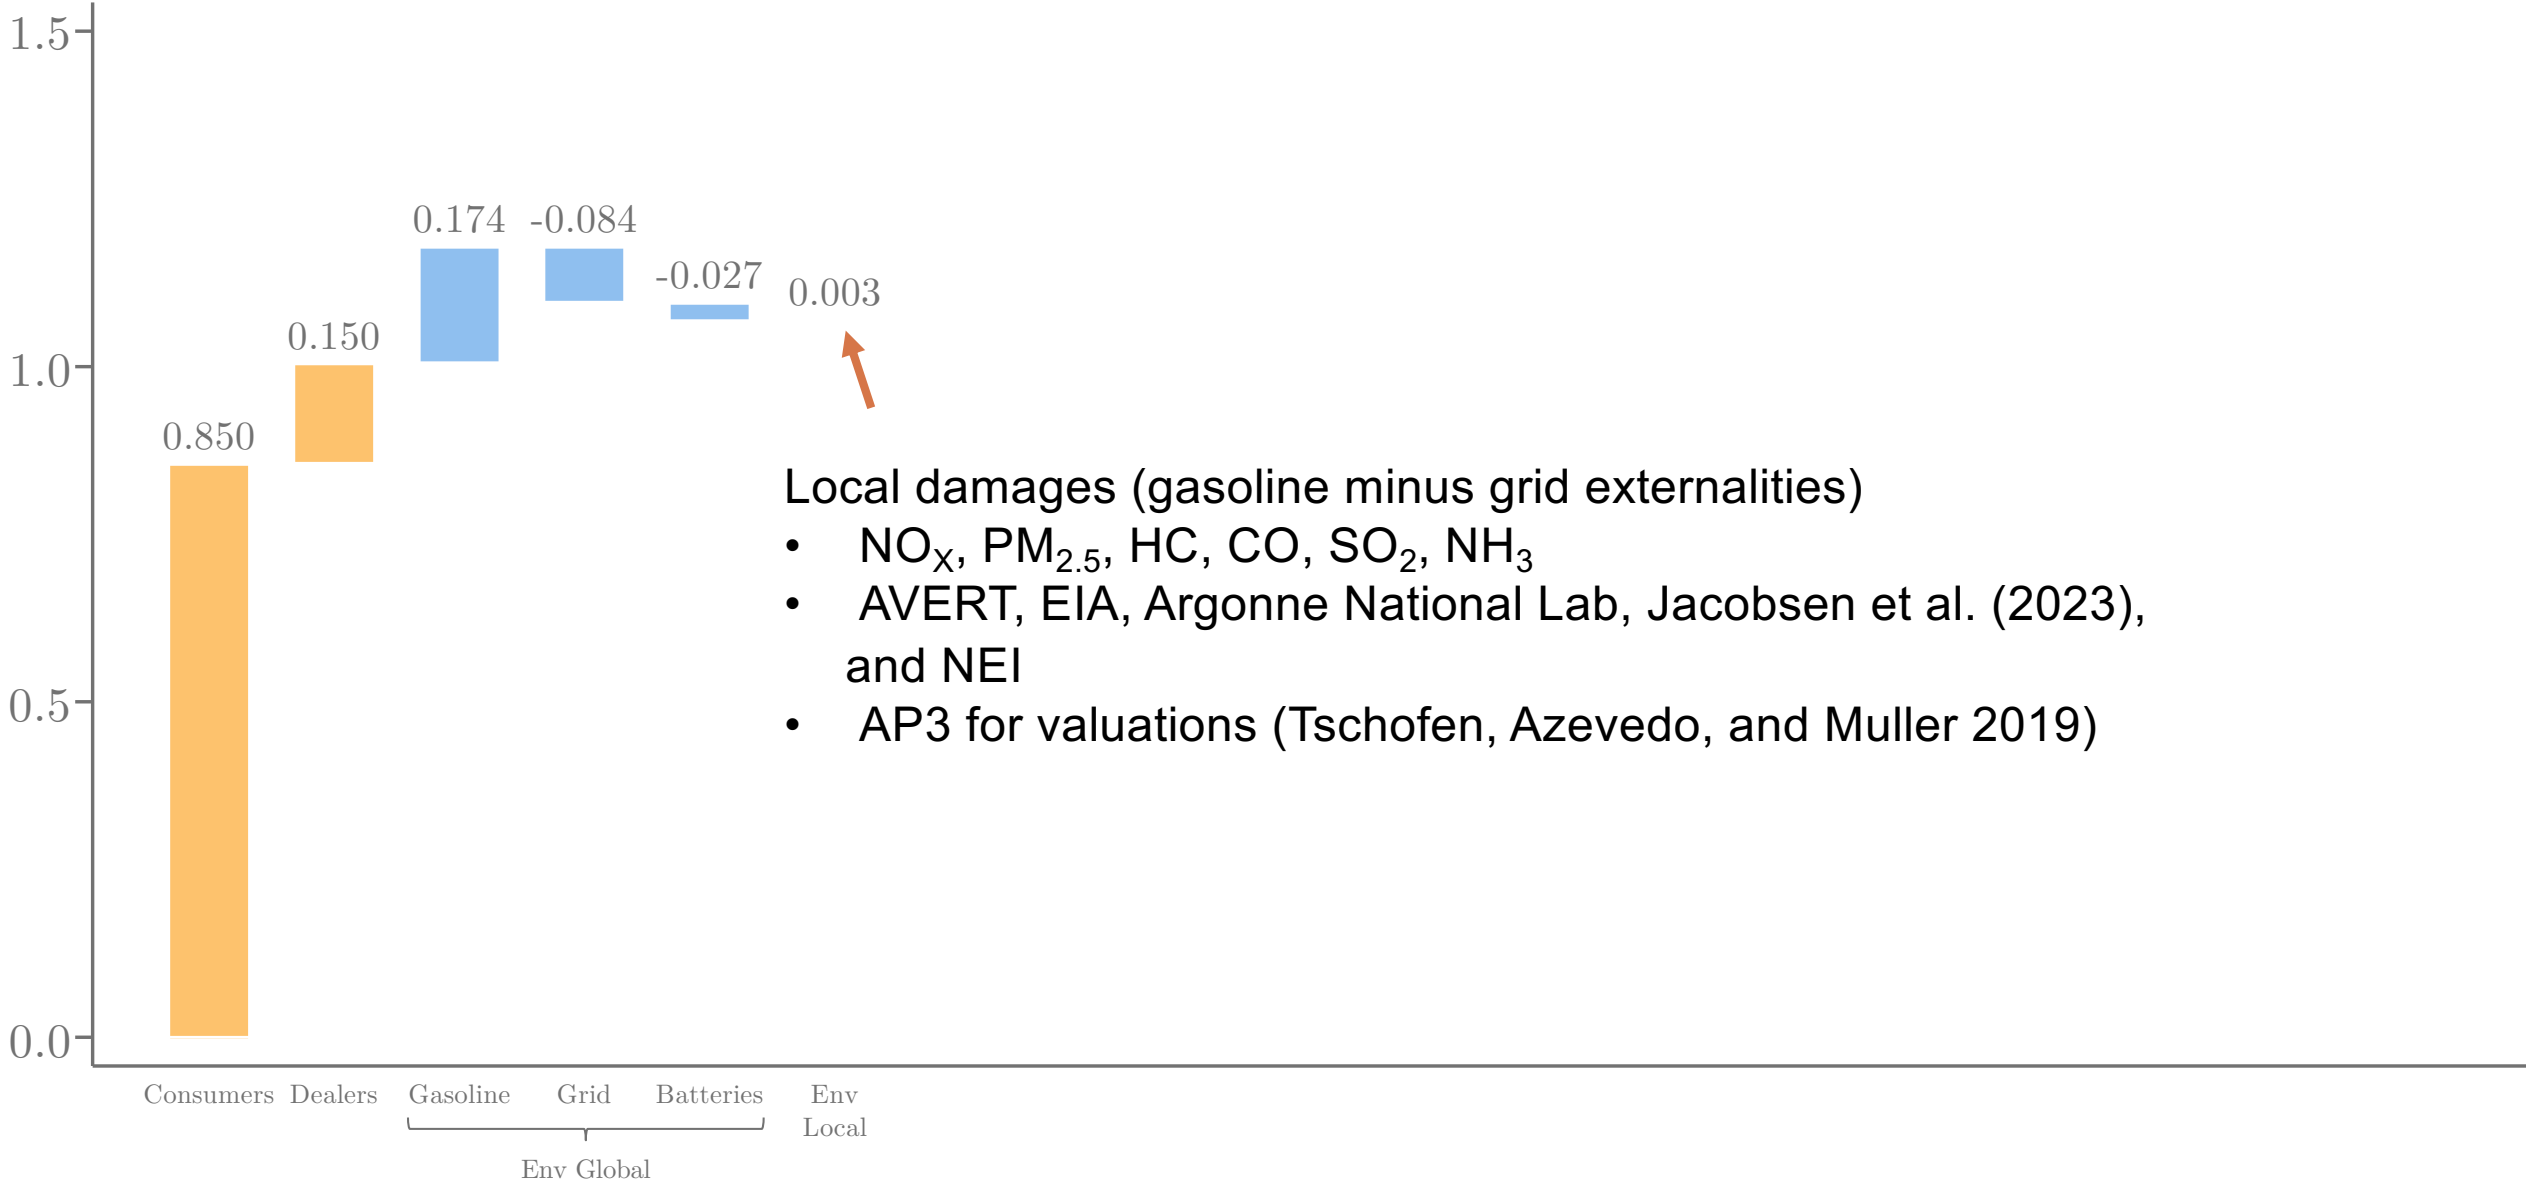 1.5
1.0
0.5
0.0
0.850
0.150
0.174
-0.084
-0.027
0.003
Local damages (gasoline minus grid externalities)
• NOX, PM2.5, HC, CO, SO2, NH3
• AVERT, EIA, Argonne National Lab, Jacobsen et al. (2023),
and NEI
• AP3 for valuations (Tschofen, Azevedo, and Muller 2019)
Consumers Dealers Gasoline Grid Batteries Env
Local
Env Global